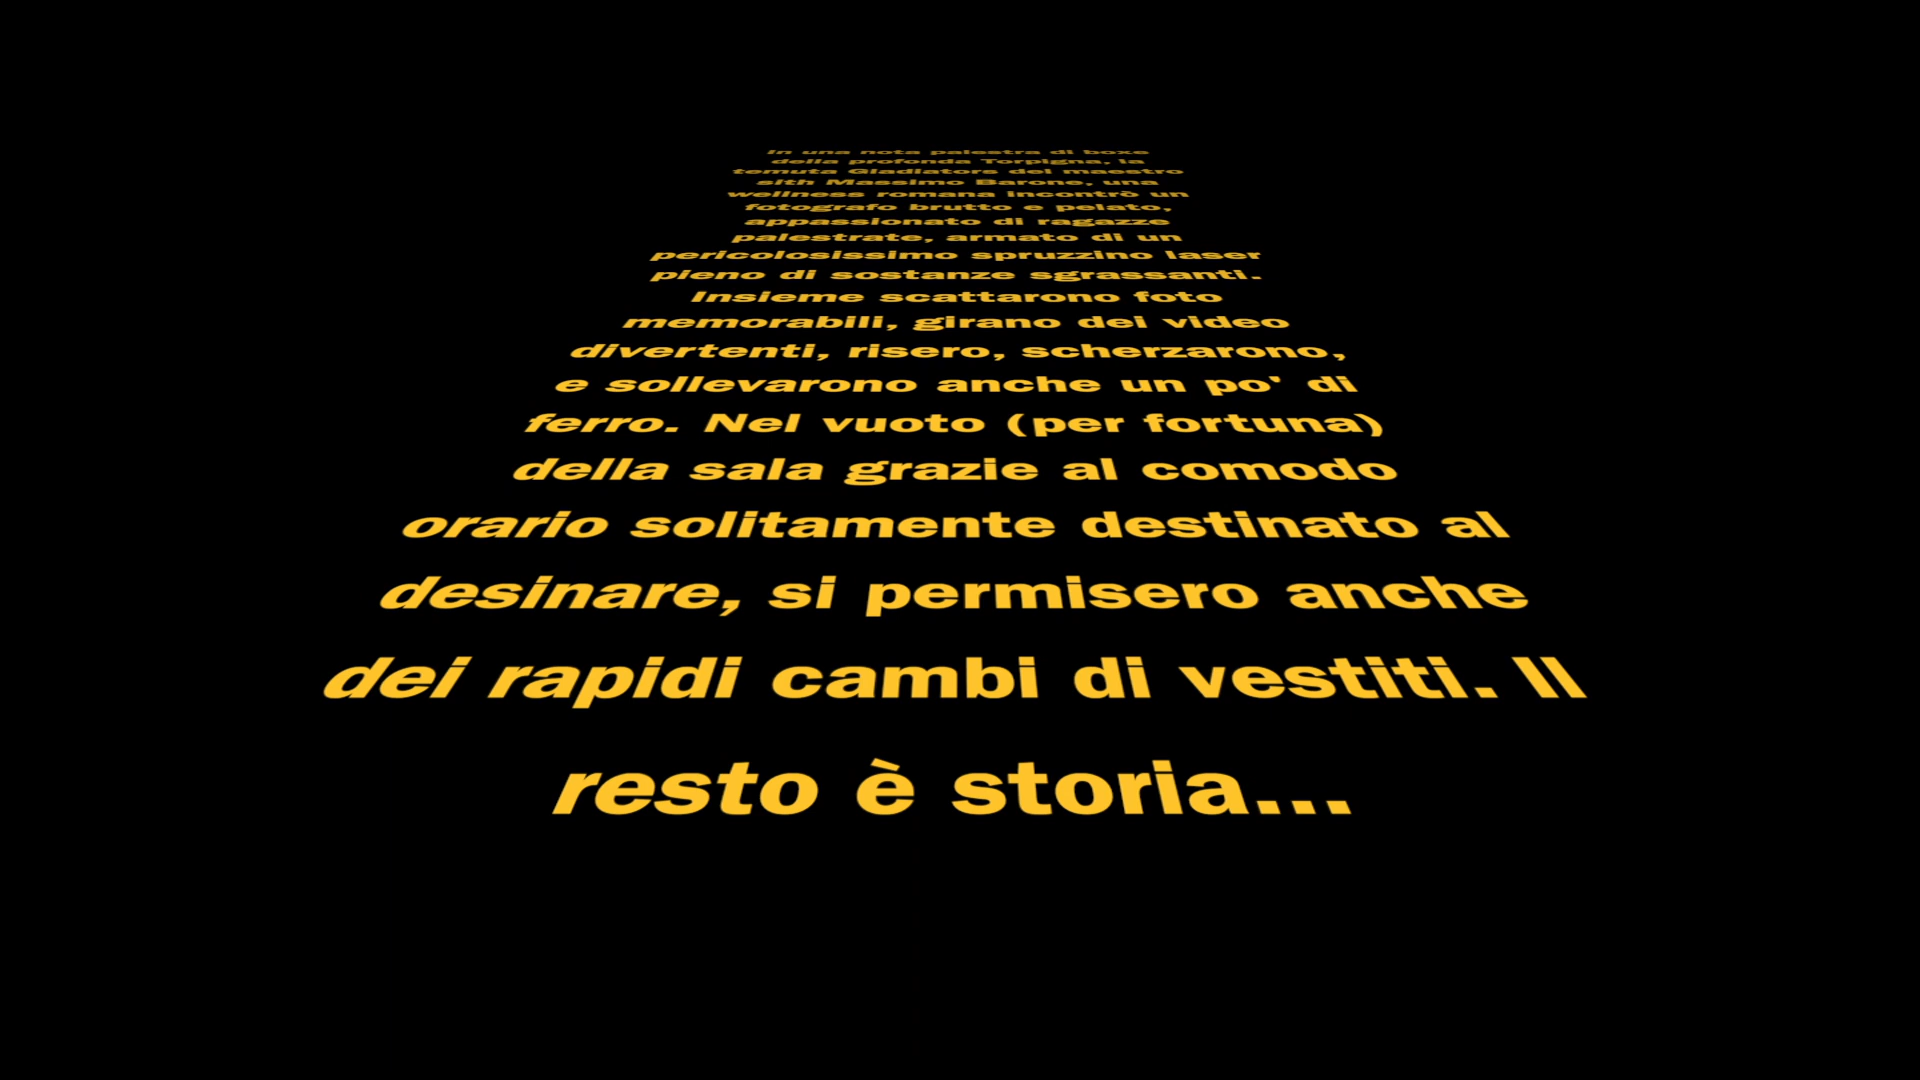 In una nota palestra di boxe
della profonda Torpigna, la
temuta Gladiators del maestro
sith Massimo Barone, una
wellness romana incontrò un
fotografo brutto e pelato,
appassionato di ragazze
palestrate, armato di un
pericolosissimo spruzzino laser
pieno di sostanze sgrassanti.
Insieme scattarono foto
memorabili, girano dei video
divertenti, risero, scherzarono,
e sollevarono anche un po' di
ferro. Nel vuoto (per fortuna)
della sala grazie al comodo
orario solitamente destinato al
desinare, si permisero anche
dei rapidi cambi di vestiti. Il
resto è storia...